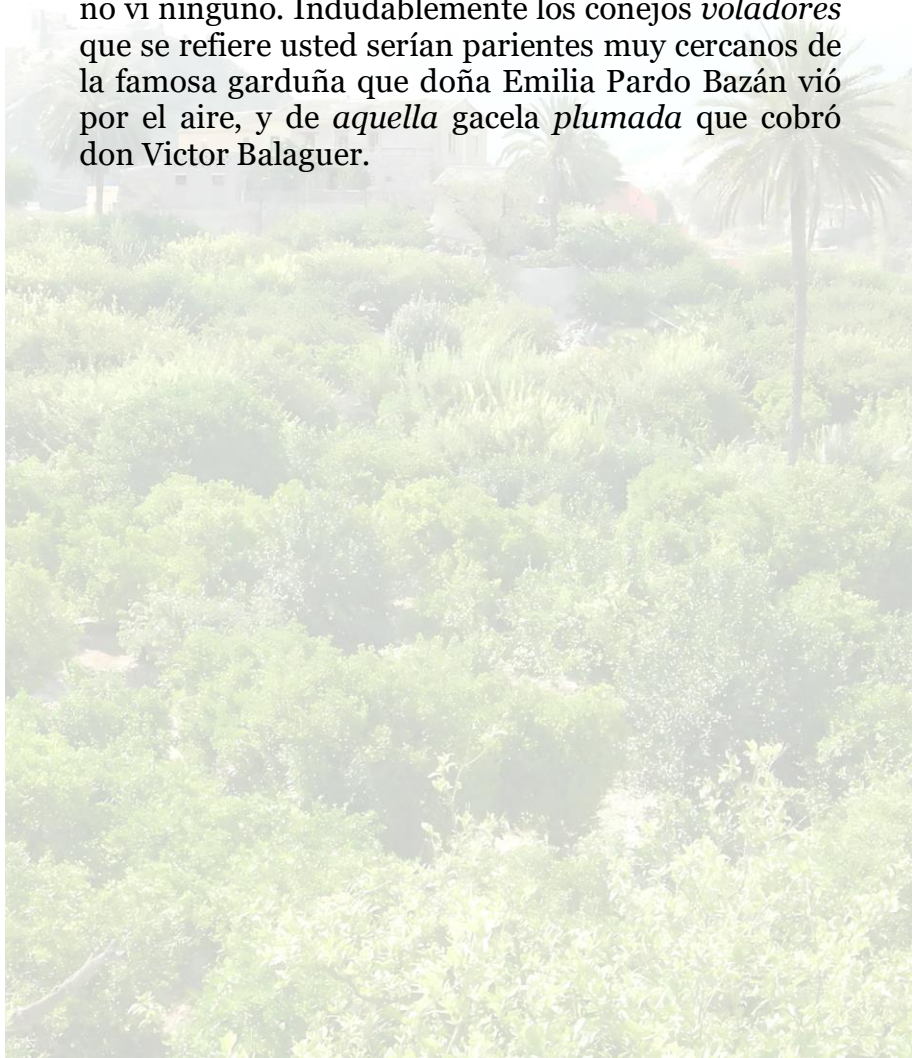 no vi ninguno. Indudablemente los conejos voladores
que se refiere usted serían parientes muy cercanos de
la famosa garduña que doña Emilia Pardo Bazán vió
por el aire, y de aquella gacela plumada que cobró
don Victor Balaguer.